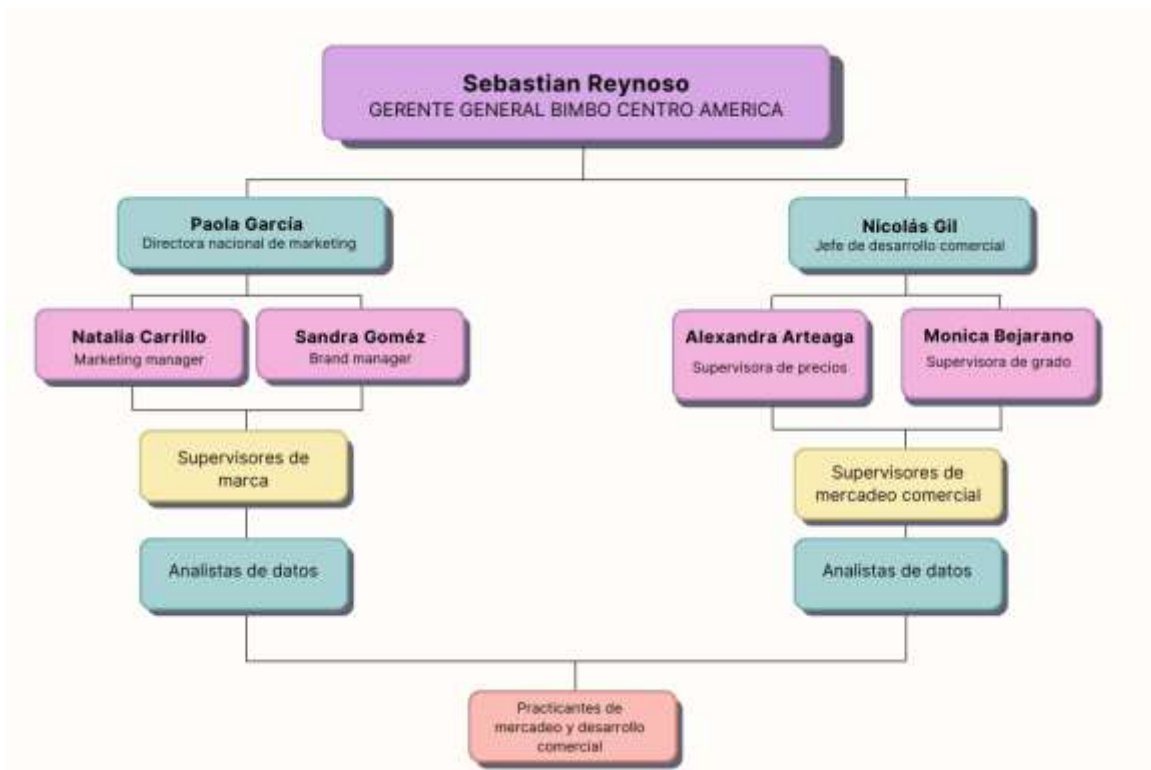 Sebastian Reynoso
GERENTE GENERAL BIMBO CENTRO AMERICA
Paola García
Directora nacional de marketing
Nicolás Gil
Jefe de desarrollo comercial
Natalia Carrillo
Marketing manager
Sandra Goméz
Brand manager
Alexandra Arteaga
Supervisora de precios
Monica Bejarano
Supervisora de grado
Supervisores de
marca
Supervisores de
mercadeo comercial
Analistas de datos
Analistas de datos
Practicantes de
mercadeo y desarrollo
comercial